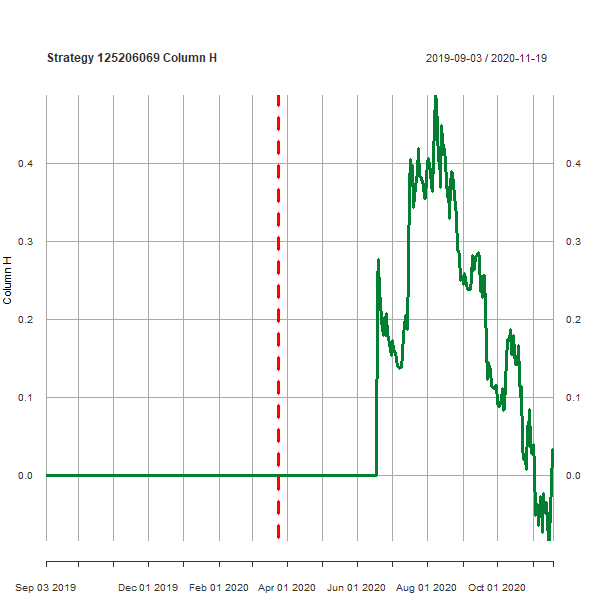 Strategy 125206069 Column H
2019-09-03 / 2020-11-19
Column H
0.4 0.4
0.3 0.3
0.2 0.2
0.1 0.1
0.0 0.0
Sep 03 2019 Dec 01 2019 Feb 01 2020 Apr 01 2020 Jun 01 2020 Aug 01 2020 Oct 01 2020